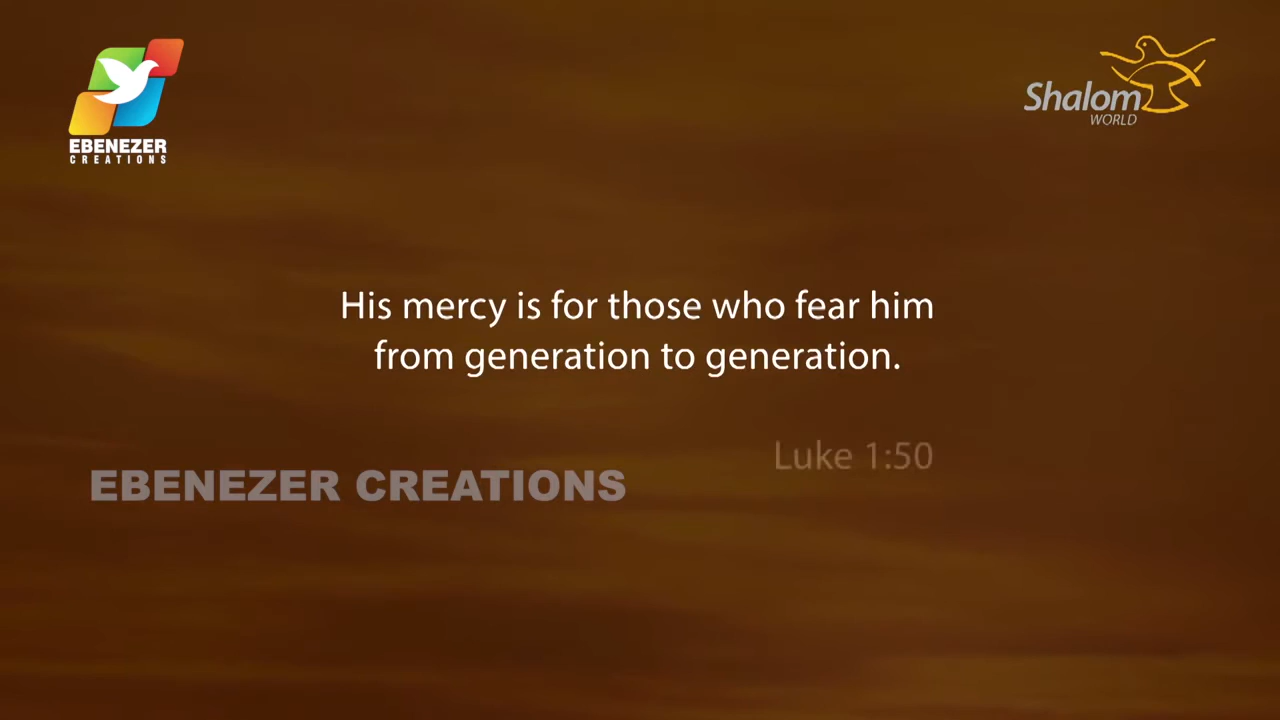 EBENEZER
CREATIONS
Shalom
WORLD
His mercy is for those who fear him
from generation to generation.
Luke 1:50
EBENEZER CREATIONS